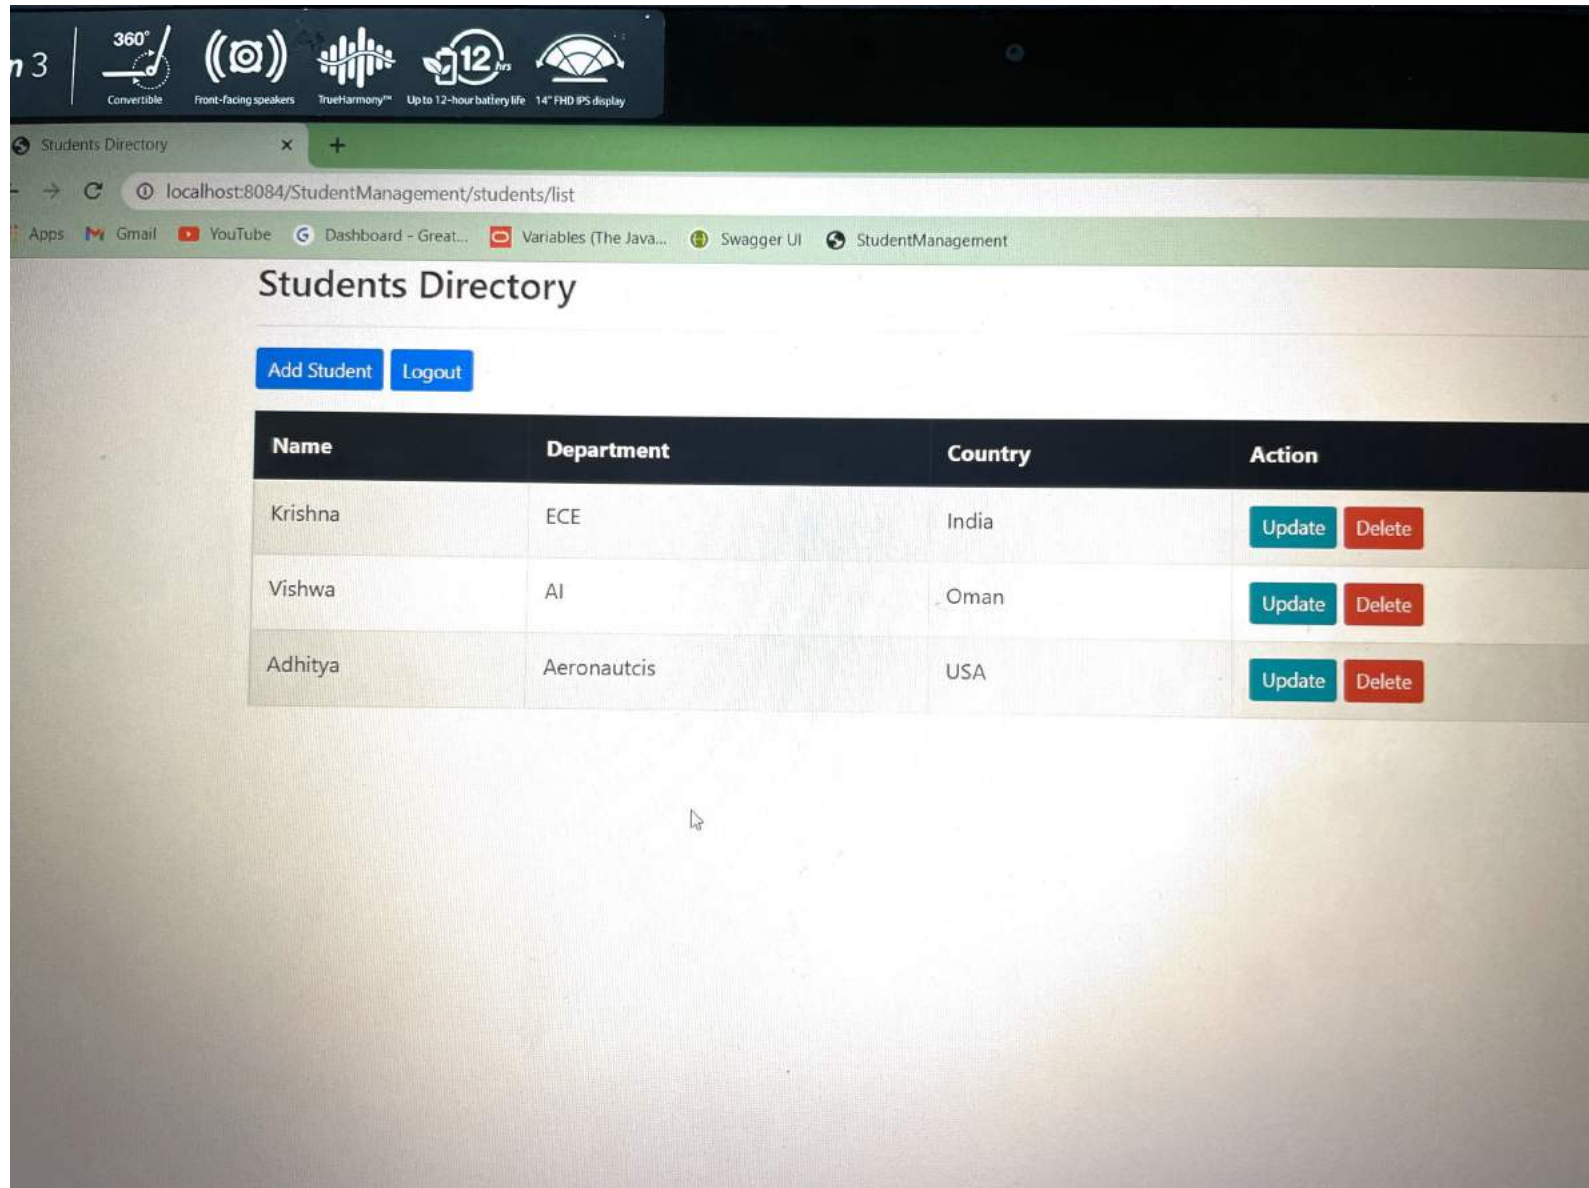 n 3
360°
12 hrs
Convertible Front-facing speakers TrueHarmony™ Up to 12-hour battery life 14" FHD IPS display
Students Directory × +
localhost:8084/StudentManagement/students/list
Apps Gmail YouTube Dashboard - Great... Variables (The Java... Swagger UI StudentManagement
Students Directory
Add Student Logout
Name Department Country Action
Krishna ECE India Update Delete
Vishwa AI Oman Update Delete
Adhitya Aeronautcis USA Update Delete